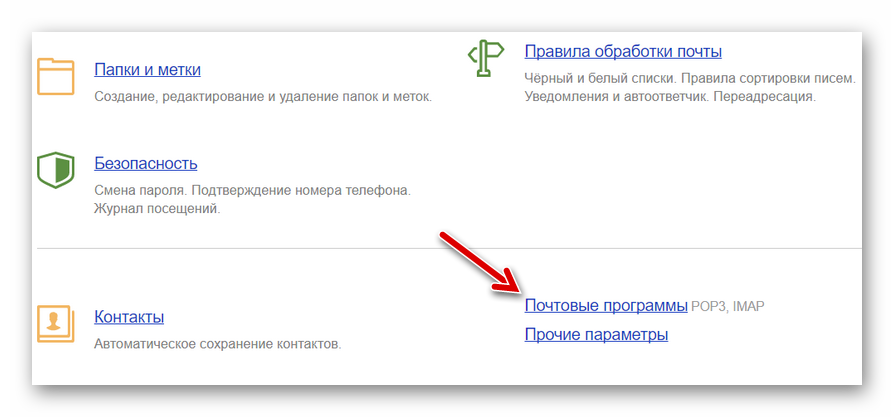 Папки и метки
Создание, редактирование и удаление папок и меток.
Правила обработки почты
Чёрный и белый списки. Правила сортировки писем.
Уведомления и автоответчик. Переадресация.
Безопасность
Смена пароля. Подтверждение номера телефона.
Журнал посещений.
Контакты
Автоматическое сохранение контактов.
Почтовые программы POP3, IMAP
Прочие параметры